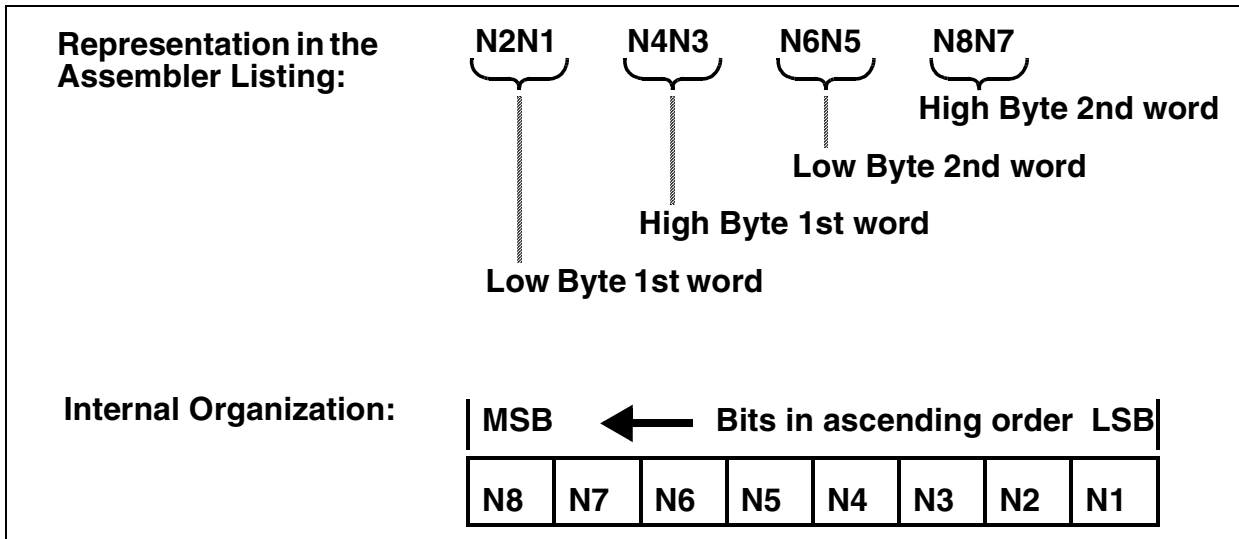 Representation in the
Assembler Listing:
N2N1 N4N3 N6N5 N8N7
High Byte 2nd word
Low Byte 2nd word
High Byte 1st word
Low Byte 1st word
Internal Organization:
MSB Bits in ascending order LSB
N8 N7 N6 N5 N4 N3 N2 N1